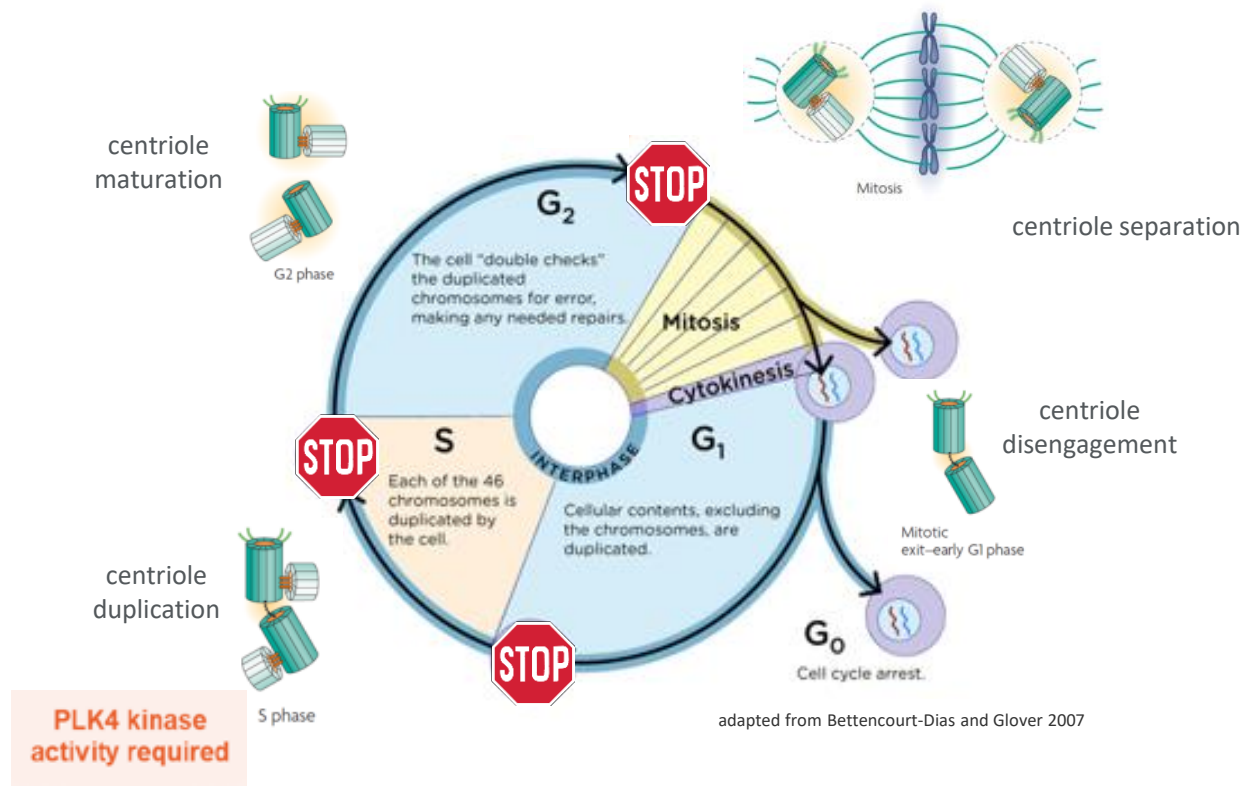 Mitosis
centriole
maturation
G2 phase
centriole separation
STOP
G₂
The cell "double checks"
the duplicated
chromosomes for error,
making any needed repairs.
Mitosis
Cytokinesis
centriole
disengagement
Mitotic
exit–early G1 phase
STOP
S
Each of the 46
chromosomes is
duplicated by
the cell.
INTERPHASE
G₁
Cellular contents, excluding
the chromosomes, are
duplicated.
centriole
duplication
S phase
STOP
G₀
Cell cycle arrest.
PLK4 kinase
activity required
adapted from Bettencourt-Dias and Glover 2007